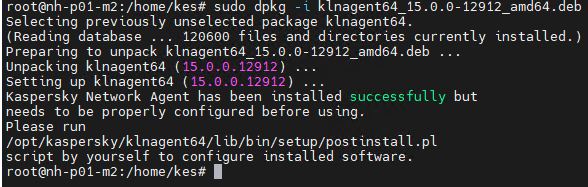 root@nh-p01-m2:/home/kes# sudo dpkg -i klnagent64_15.0.0-12912_amd64.deb
Selecting previously unselected package klnagent64.
(Reading database ... 120600 files and directories currently installed.)
Preparing to unpack klnagent64_15.0.0-12912_amd64.deb ...
Unpacking klnagent64 (15.0.0.12912) ...
Setting up klnagent64 (15.0.0.12912) ...
Kaspersky Network Agent has been installed successfully but
needs to be properly configured before using.
Please run
/opt/kaspersky/klnagent64/lib/bin/setup/postinstall.pl
script by yourself to configure installed software.
root@nh-p01-m2:/home/kes#